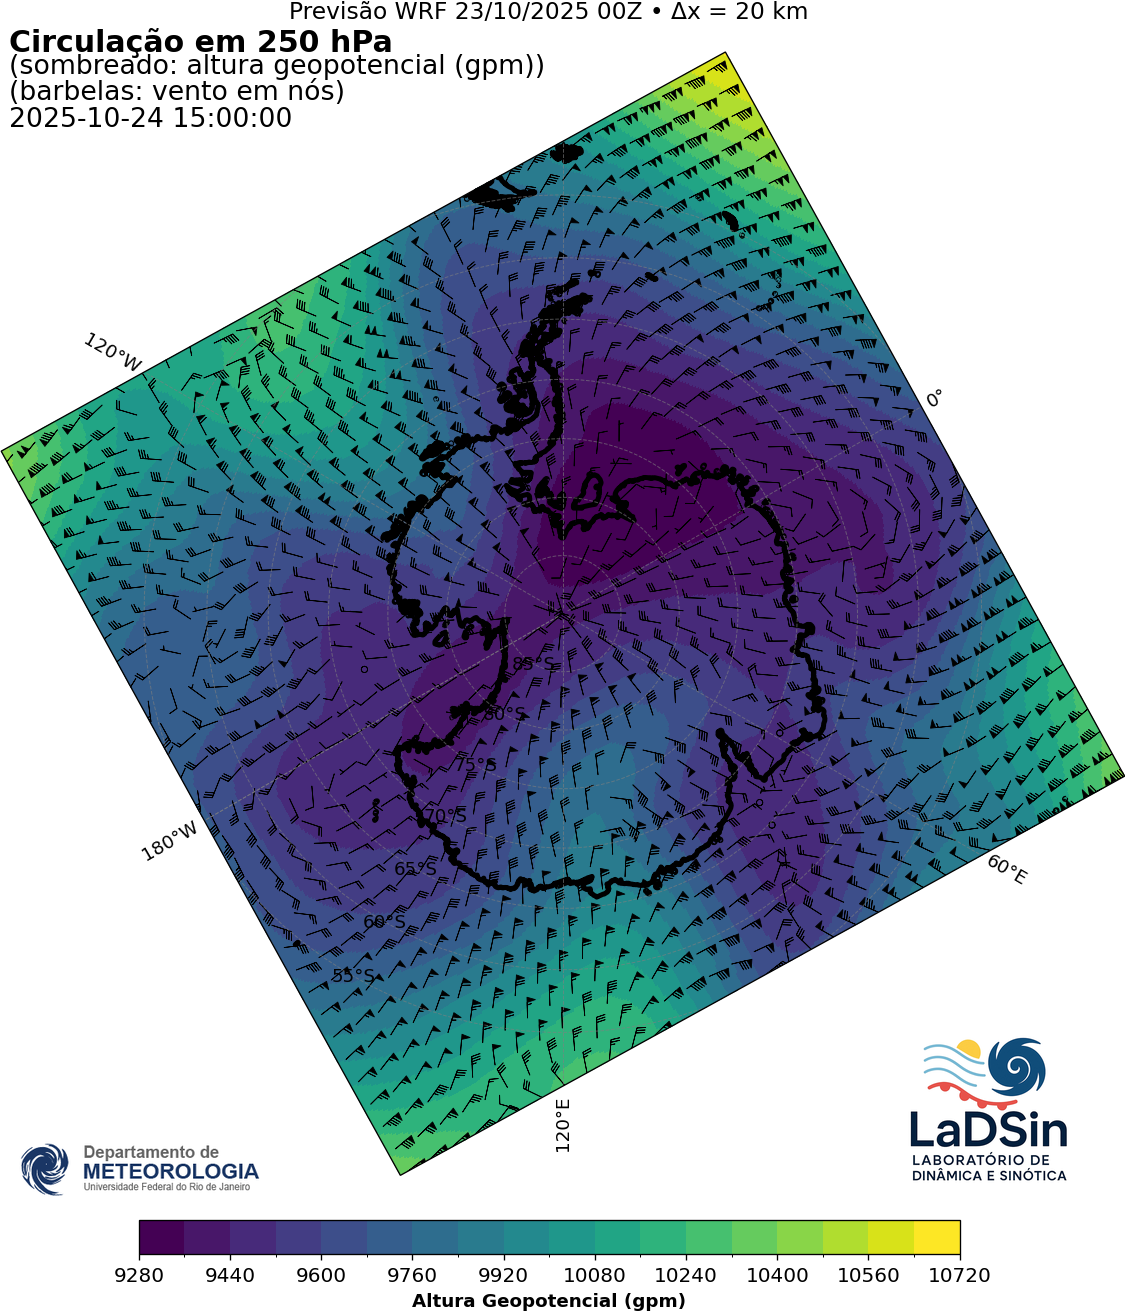 Previsão WRF 23/10/2025 00Z • Δx = 20 km
Circulação em 250 hPa
(sombreado: altura geopotencial (gpm))
(barbelas: vento em nós)
2025-10-24 15:00:00
120°W
0°
85°S
80°S
75°S
70°S
180°W
65°S
60°E
60°S
55°S
120°E
LaDSin
LABORATÓRIO DE
DINÂMICA E SINÓTICA
Departamento de
METEOROLOGIA
Universidade Federal do Rio de Janeiro
9280 9440 9600 9760 9920 10080 10240 10400 10560 10720
Altura Geopotencial (gpm)